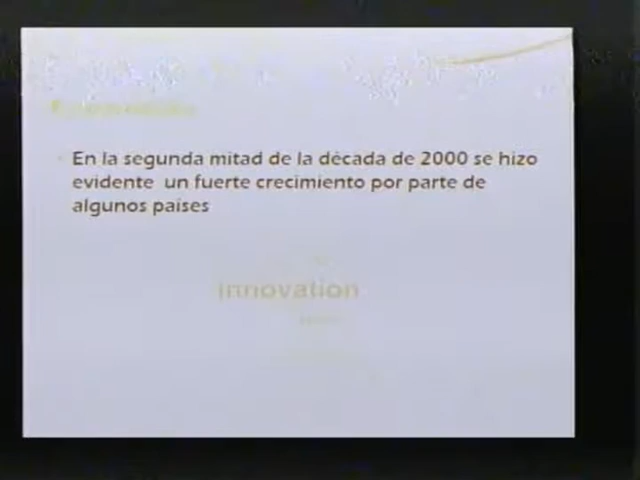 En la segunda mitad de la década de 2000 se hizo
evidente un fuerte crecimiento por parte de
algunos países
innovation